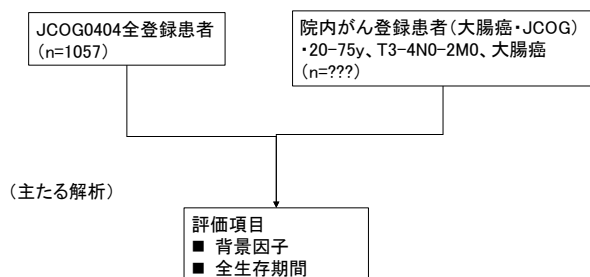 JCOG0404全登録患者
(n=1057)
院内がん登録患者(大腸癌・JCOG)
・20-75y、T3-4N0-2M0、大腸癌
(n=???)
(主たる解析)
評価項目
■ 背景因子
■ 全生存期間